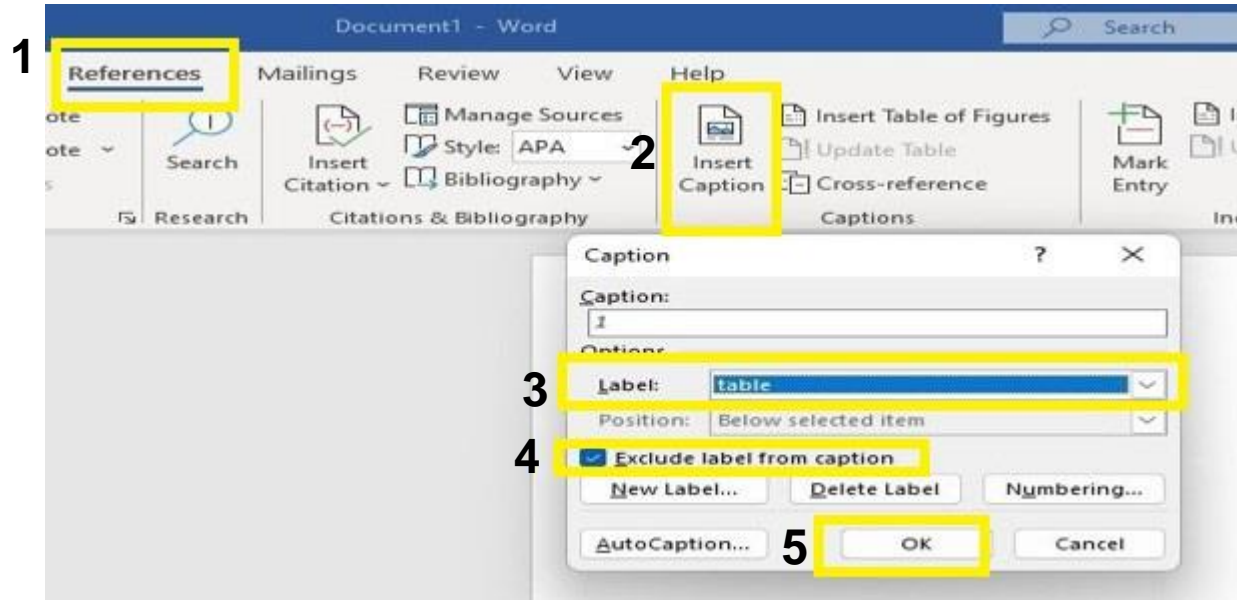 Document1 - Word
Search
1
References Mailings Review View Help
ote
Manage Sources
Insert Table of Figures
ote
Search
Insert
Citation
Style: APA
2
Insert
Caption
Update Table
Mark
Entry
Bibliography
Cross-reference
Research
Citations & Bibliography
Captions
Caption ? ×
Caption:
1
Options
3
Label: table
Position: Below selected item
4
Exclude label from caption
New Label... Delete Label Numbering...
AutoCaption... 5 OK Cancel